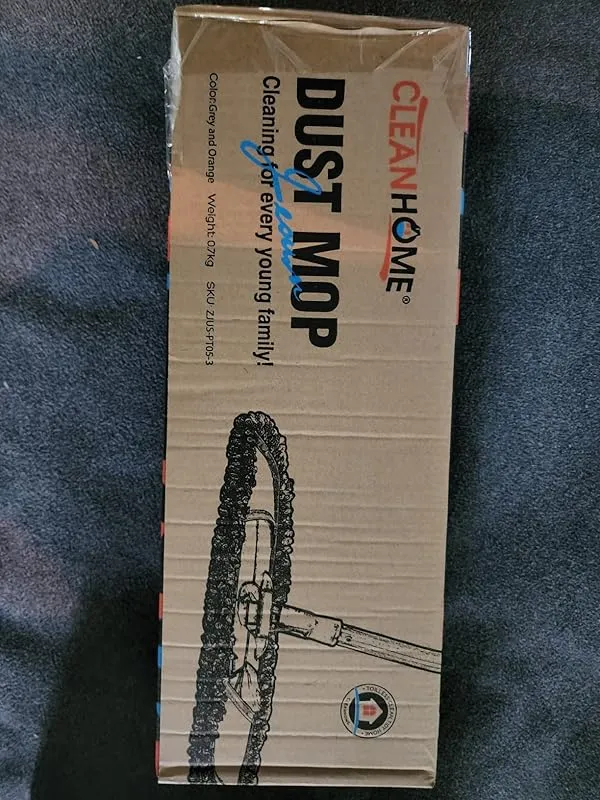 CLEANHOME®
DUST MOP
Cleaning for every young family!
Color:Grey and Orange Weight: 0.7kg SKU: ZJUS-PT05-3